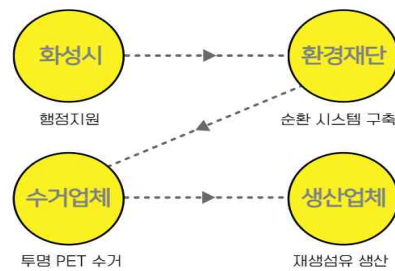 화성시
환경재단
행정지원
순환 시스템 구축
수거업체
생산업체
투명 PET 수거
재생섬유 생산